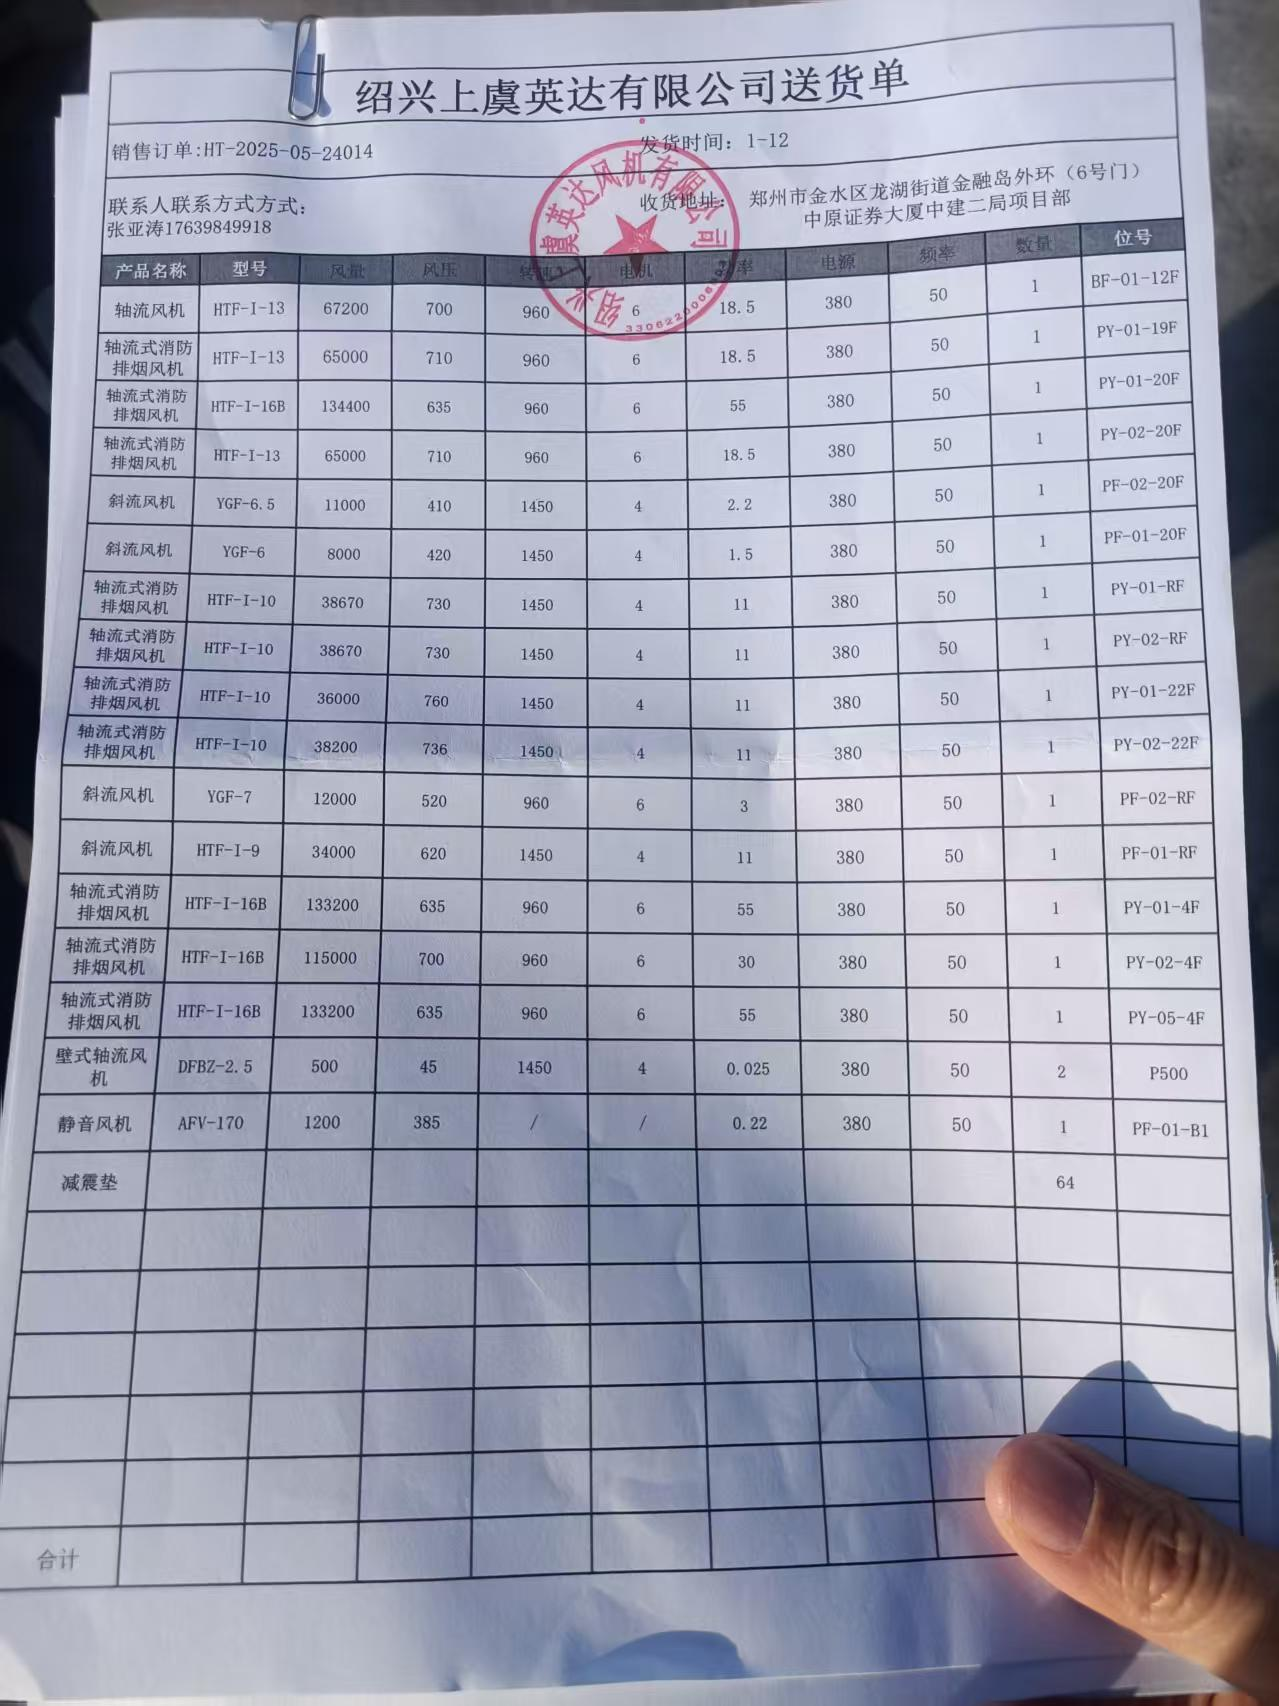 绍兴上虞英达有限公司送货单
销售订单:HT-2025-05-24014 发货时间: 1-12
联系人联系方式方式:
张亚涛17639849918
收货地址: 郑州市金水区龙湖街道金融岛外环（6号门）
中原证券大厦中建二局项目部
产品名称 型号 风量 风压 转速 电机 功率 电源 频率 数量 位号
轴流风机 HTF-I-13 67200 700 960 6 18.5 380 50 1 BF-01-12F
轴流式消防排烟风机 HTF-I-13 65000 710 960 6 18.5 380 50 1 PY-01-19F
轴流式消防排烟风机 HTF-I-16B 134400 635 960 6 55 380 50 1 PY-01-20F
轴流式消防排烟风机 HTF-I-13 65000 710 960 6 18.5 380 50 1 PY-02-20F
斜流风机 YGF-6.5 11000 410 1450 4 2.2 380 50 1 PF-02-20F
斜流风机 YGF-6 8000 420 1450 4 1.5 380 50 1 PF-01-20F
轴流式消防排烟风机 HTF-I-10 38670 730 1450 4 11 380 50 1 PY-01-RF
轴流式消防排烟风机 HTF-I-10 38670 730 1450 4 11 380 50 1 PY-02-RF
轴流式消防排烟风机 HTF-I-10 36000 760 1450 4 11 380 50 1 PY-01-22F
轴流式消防排烟风机 HTF-I-10 38200 736 1450 4 11 380 50 1 PY-02-22F
斜流风机 YGF-7 12000 520 960 6 3 380 50 1 PF-02-RF
斜流风机 HTF-I-9 34000 620 1450 4 11 380 50 1 PF-01-RF
轴流式消防排烟风机 HTF-I-16B 133200 635 960 6 55 380 50 1 PY-01-4F
轴流式消防排烟风机 HTF-I-16B 115000 700 960 6 30 380 50 1 PY-02-4F
轴流式消防排烟风机 HTF-I-16B 133200 635 960 6 55 380 50 1 PY-05-4F
壁式轴流风机 DFBZ-2.5 500 45 1450 4 0.025 380 50 2 P500
静音风机 AFV-170 1200 385 / / 0.22 380 50 1 PF-01-B1
减震垫 64
合计
绍兴上虞英达风机有限公司